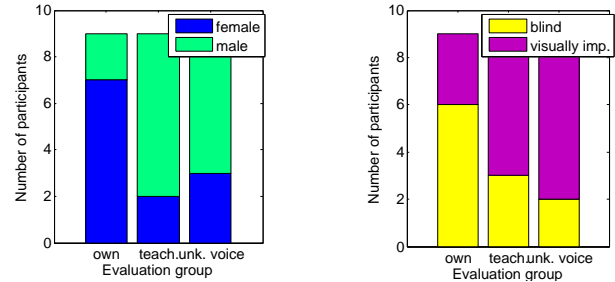 10
8
6
4
2
0
Number of participants
female
male
own
teach.
unk. voice
Evaluation group
10
8
6
4
2
0
Number of participants
blind
visually imp.
own
teach.
unk. voice
Evaluation group